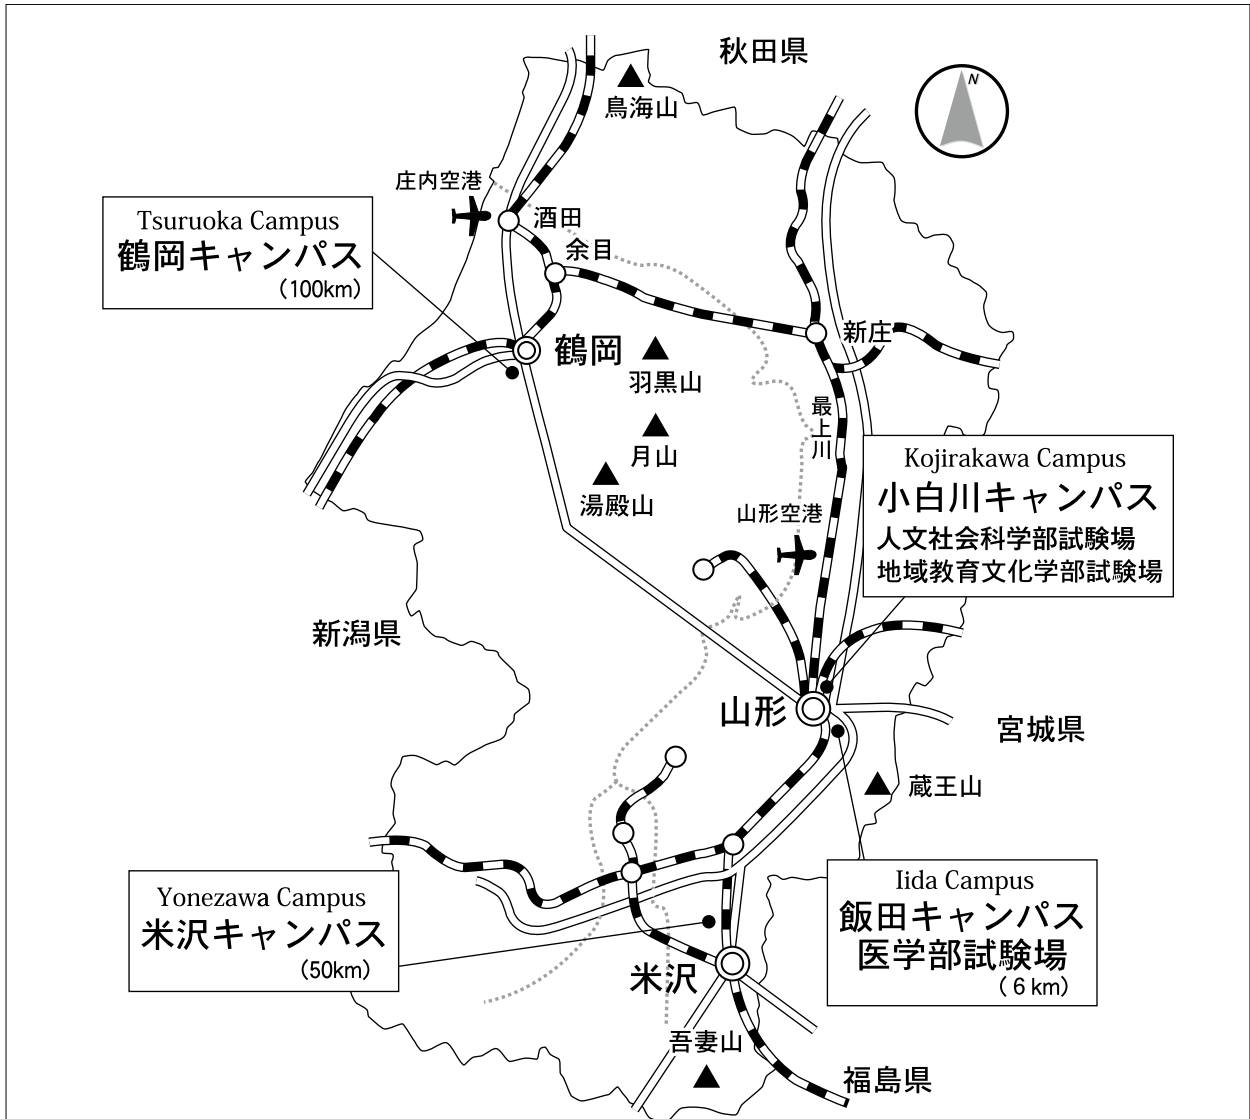 秋田県
N
鳥海山
庄内空港
酒田
Tsuruoka Campus
鶴岡キャンパス
(100km)
余目
新庄
鶴岡
羽黒山
最上川
月山
湯殿山
山形空港
Kojirakawa Campus
小白川キャンパス
人文社会科学部試験場
地域教育文化学部試験場
新潟県
山形
宮城県
蔵王山
Yonezawa Campus
米沢キャンパス
(50km)
Iida Campus
飯田キャンパス
医学部試験場
(6km)
米沢
吾妻山
福島県